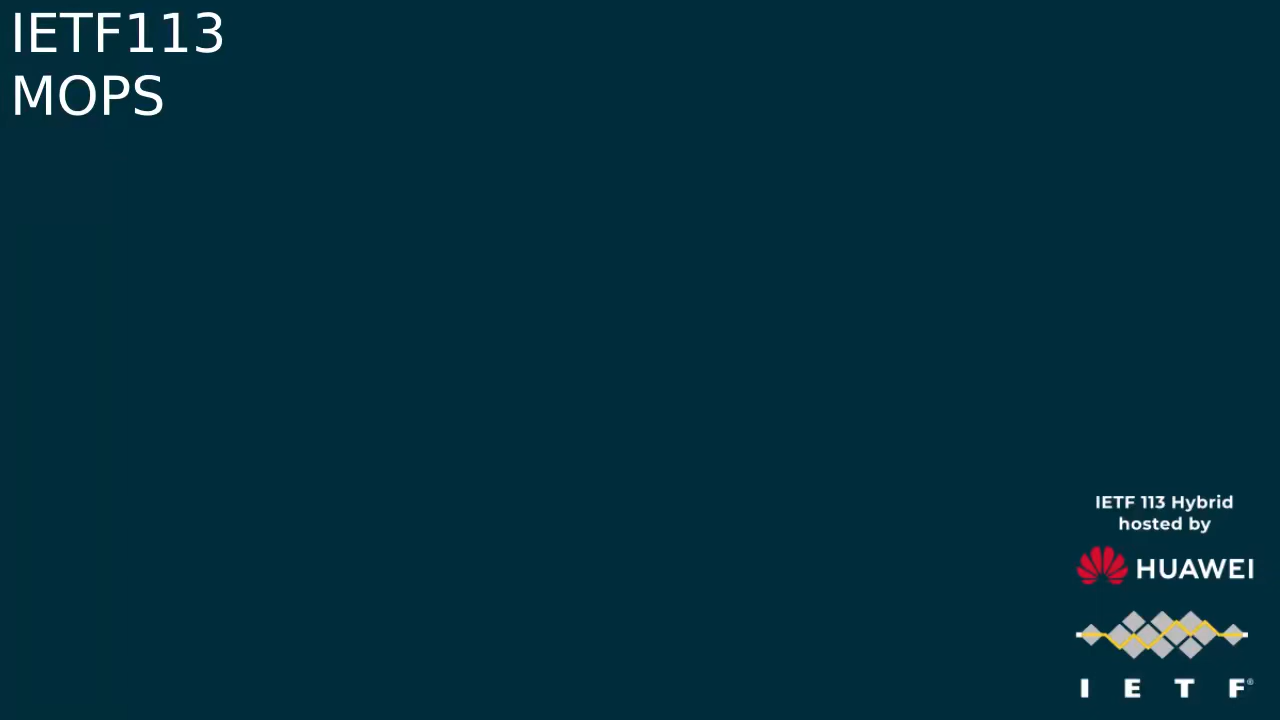 IETF113
MOPS
IETF 113 Hybrid
hosted by
HUAWEI
I E T F®